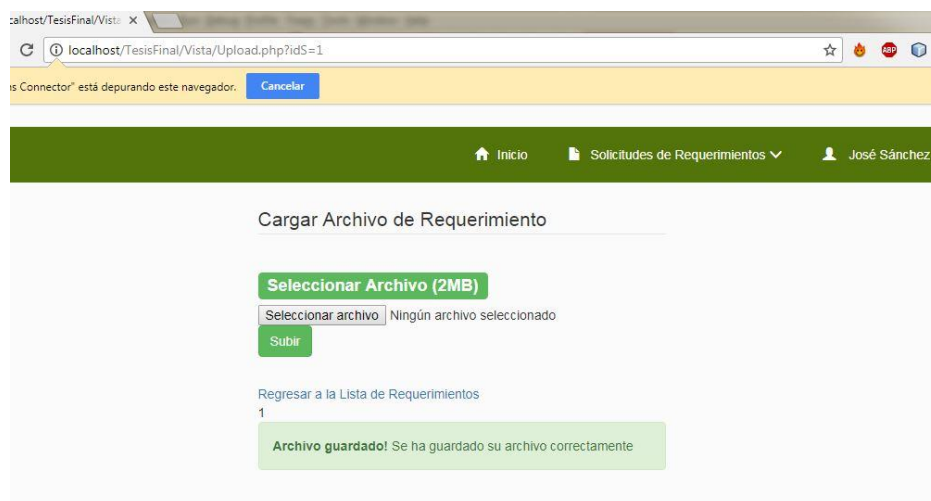 calhost/TesisFinal/Vista
localhost/TesisFinal/Vista/Upload.php?idS=1
ABP
s Connector" está depurando este navegador. Cancelar
Inicio Solicitudes de Requerimientos José Sánchez
Cargar Archivo de Requerimiento
Seleccionar Archivo (2MB)
Seleccionar archivo Ningún archivo seleccionado
Subir
Regresar a la Lista de Requerimientos
1
Archivo guardado! Se ha guardado su archivo correctamente